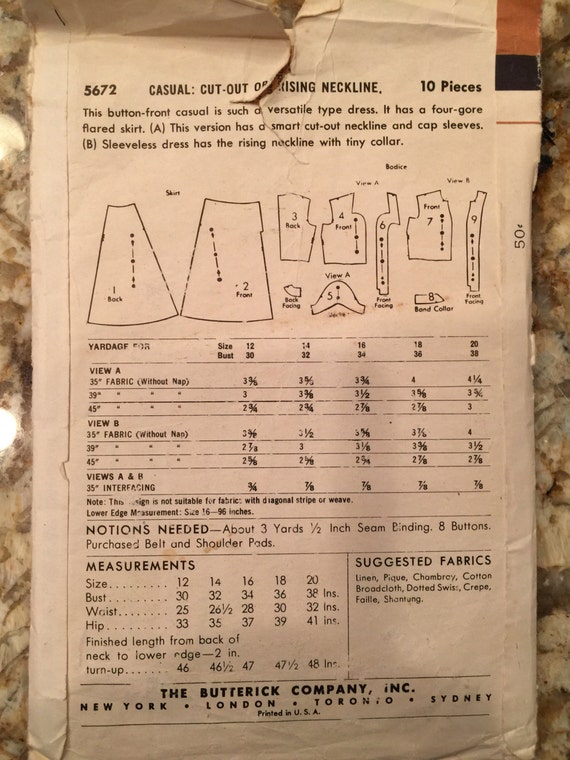 5672 CASUAL: CUT-OUT OR RISING NECKLINE. 10 Pieces
This button-front casual is such a versatile type dress. It has a four-gore
flared skirt. (A) This version has a smart cut-out neckline and cap sleeves.
(B) Sleeveless dress has the rising neckline with tiny collar.
Bodice
Skirt View A View B
1 Back
2 Front
3 Back
4 Front
6 Front Facing
7 Front
9 Front Facing
Back Facing
View A
5
8 Band Collar
50¢
YARDAGE FOR Size 12 14 16 18 20
Bust 30 32 34 36 38
VIEW A
35" FABRIC (Without Nap) 3⅜ 3⅝ 3¾ 4 4¼
39" " " " 3 3⅜ 3½ 3⅝
45" " " " 2¾ 2¾ 2⅞ 2⅞ 3
VIEW B
35" FABRIC (Without Nap) 3½ 3⅞ 4
39" " " " 2⅞ 3 3⅛ 3⅜ 3½
45" " " " 2⅝ 2⅝ 2¾ 2⅞ 2⅞
VIEWS A & B
35" INTERFACING ¾ ⅞ ⅞ ⅞ ⅞
Note: This design is not suitable for fabric with diagonal stripe or weave.
Lower Edge Measurement: Size 16—96 inches.
NOTIONS NEEDED—About 3 Yards ½ Inch Seam Binding. 8 Buttons.
Purchased Belt and Shoulder Pads.
MEASUREMENTS
Size......... 12 14 16 18 20
Bust......... 30 32 34 36 38 Ins.
Waist........ 25 26½ 28 30 32 Ins.
Hip.......... 33 35 37 39 41 Ins.
Finished length from back of
neck to lower edge—2 in.
turn-up...... 46 46½ 47 47½ 48 Ins.
SUGGESTED FABRICS
Linen, Pique, Chambray, Cotton
Broadcloth, Dotted Swiss, Crepe,
Faille, Shantung.
THE BUTTERICK COMPANY, INC.
NEW YORK • LONDON • TORONTO • SYDNEY
Printed in U. S. A.